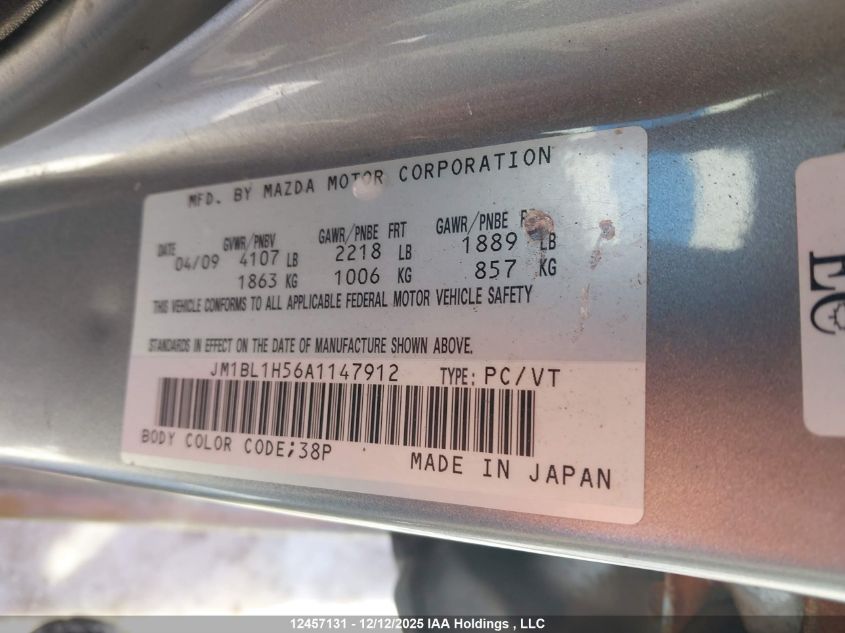 MFD. BY MAZDA MOTOR CORPORATION
DATE GVWR/PNBV GAWR/PNBE FRT GAWR/PNBE
04/09 4107 LB 2218 LB 1889 LB
1863 KG 1006 KG 857 KG
THIS VEHICLE CONFORMS TO ALL APPLICABLE FEDERAL MOTOR VEHICLE SAFETY
STANDARDS IN EFFECT ON THE DATE OF MANUFACTURE SHOWN ABOVE.
JM1BL1H56A1147912 TYPE: PC/VT
BODY COLOR CODE;38P
MADE IN JAPAN
12457131 - 12/12/2025 IAA Holdings , LLC